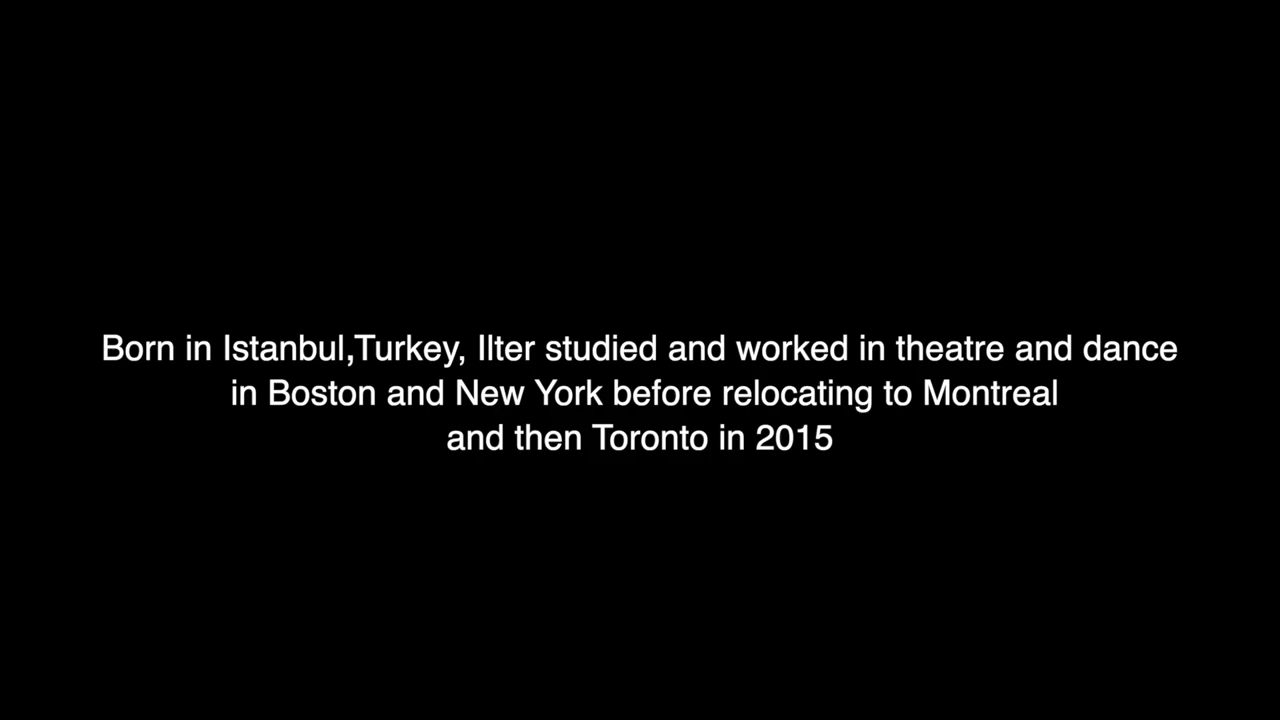 Born in Istanbul,Turkey, Ilter studied and worked in theatre and dance
in Boston and New York before relocating to Montreal
and then Toronto in 2015